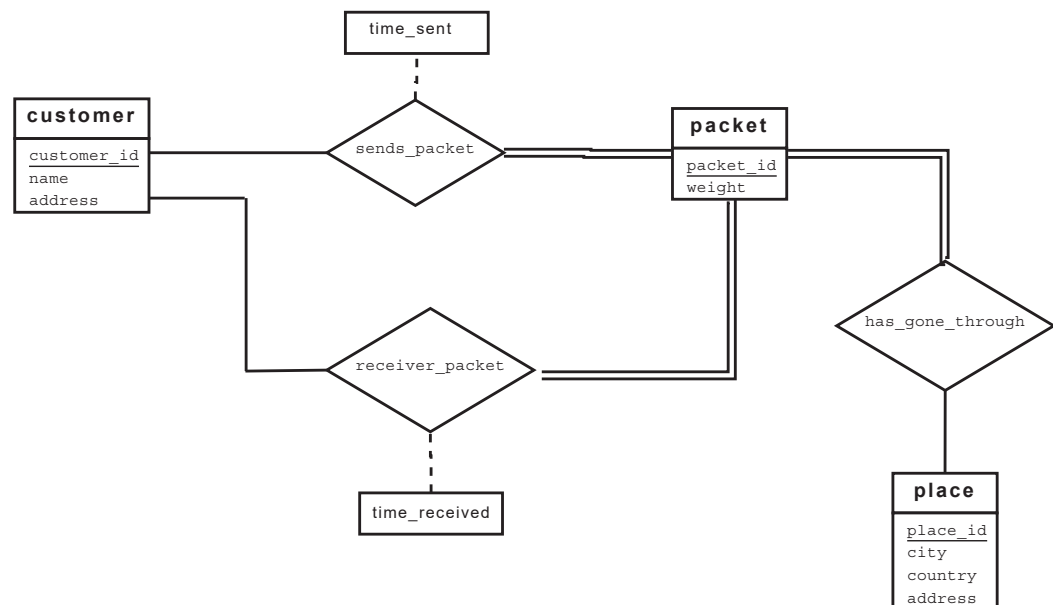 time_sent
customer
customer_id
name
address
sends_packet
packet
packet_id
weight
has_gone_through
receiver_packet
time_received
place
place_id
city
country
address